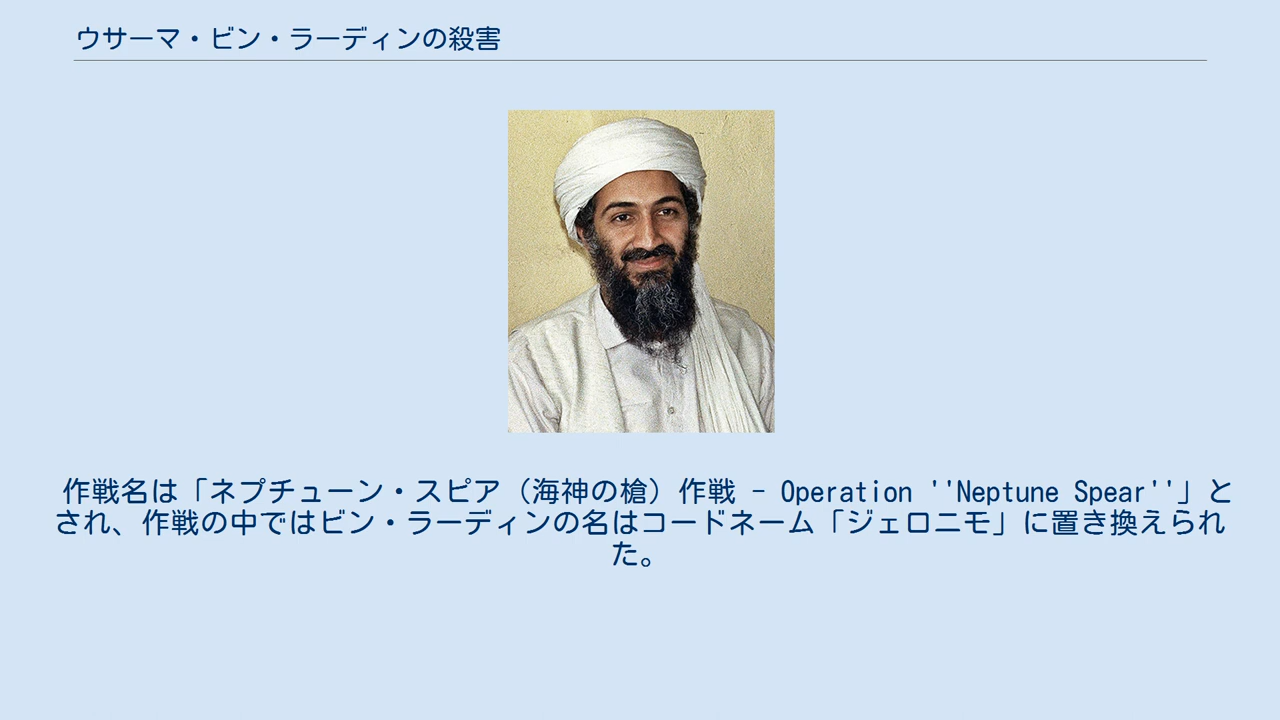 ウサーマ・ビン・ラーディンの殺害
作戦名は「ネプチューン・スピア（海神の槍）作戦 - Operation ''Neptune Spear''」と
され、作戦の中ではビン・ラーディンの名はコードネーム「ジェロニモ」に置き換えられ
た。